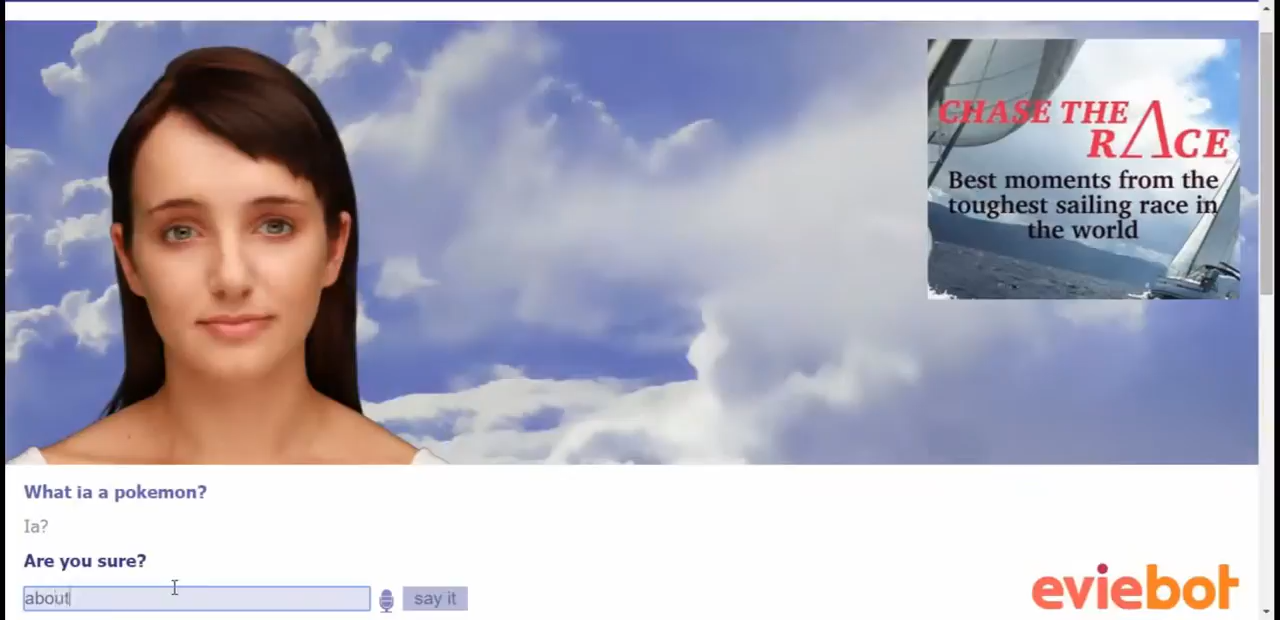 CHASE THE
RACE
Best moments from the
toughest sailing race in
the world
What ia a pokemon?
Ia?
Are you sure?
about
say it
eviebot